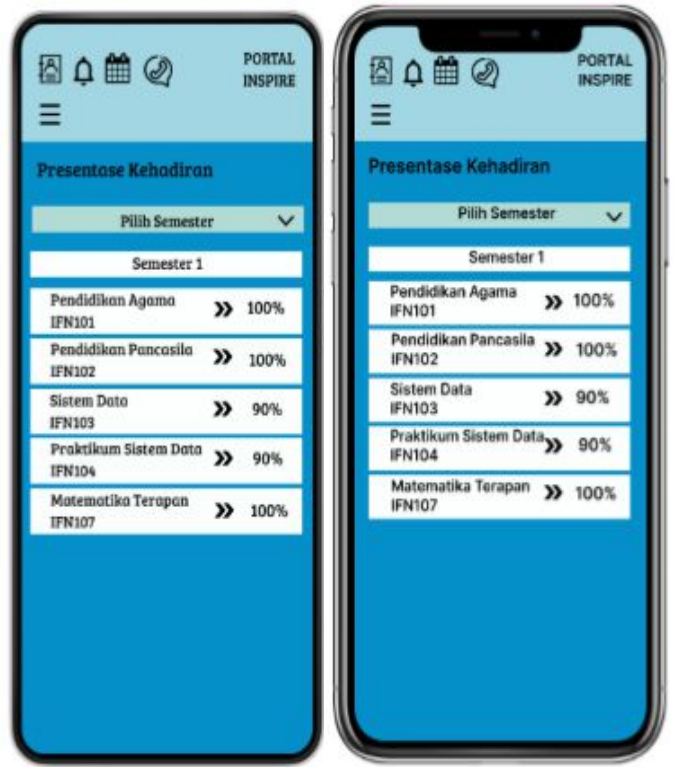 PORTAL
INSPIRE
Presentase Kehadiran
Pilih Semester
Semester 1
Pendidikan Agama
IFN101
100%
Pendidikan Pancasila
IFN102
100%
Sistem Data
IFN103
90%
Praktikum Sistem Data
IFN104
90%
Matematika Terapan
IFN107
100%
PORTAL
INSPIRE
Presentase Kehadiran
Pilih Semester
Semester 1
Pendidikan Agama
IFN101
100%
Pendidikan Pancasila
IFN102
100%
Sistem Data
IFN103
90%
Praktikum Sistem Data
IFN104
90%
Matematika Terapan
IFN107
100%